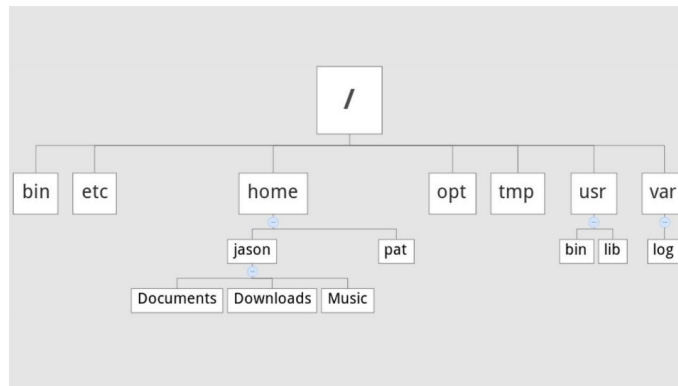 /
bin etc home opt tmp usr var
jason pat bin lib log
Documents Downloads Music